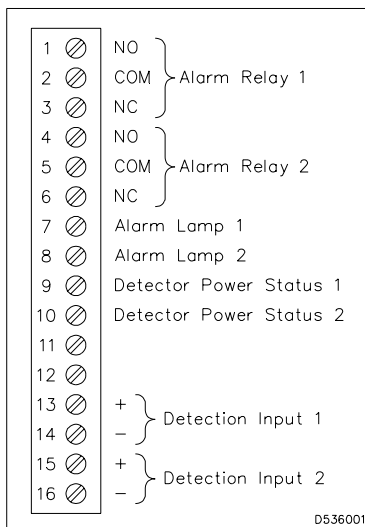 1 NO
2 COM Alarm Relay 1
3 NC
4 NO
5 COM Alarm Relay 2
6 NC
7 Alarm Lamp 1
8 Alarm Lamp 2
9 Detector Power Status 1
10 Detector Power Status 2
11
12
13 +
Detection Input 1
14 −
15 +
Detection Input 2
16 −
D536001